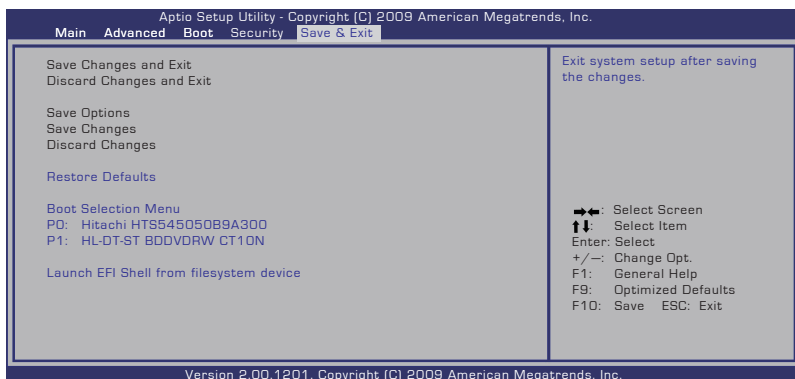 Aptio Setup Utility - Copyright (C) 2009 American Megatrends, Inc.
Main Advanced Boot Security Save & Exit
Save Changes and Exit
Discard Changes and Exit
Save Options
Save Changes
Discard Changes
Restore Defaults
Boot Selection Menu
P0: Hitachi HTS545050B9A300
P1: HL-DT-ST BDDVDRW CT10N
Launch EFI Shell from filesystem device
Exit system setup after saving
the changes.
→←: Select Screen
↑↓: Select Item
Enter: Select
+/—: Change Opt.
F1: General Help
F9: Optimized Defaults
F10: Save ESC: Exit
Version 2.00.1201. Copyright (C) 2009 American Megatrends, Inc.